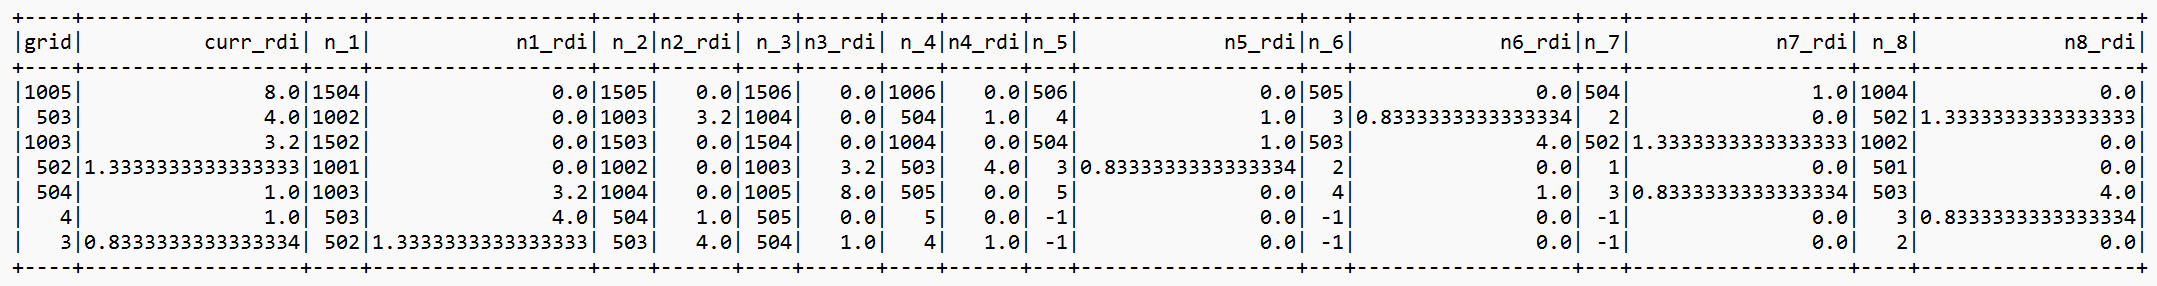 +----+------------------+----+------------------+----+------+----+------+----+------+---+------------------+---+------------------+---+------------------+----+------------------+
|grid|          curr_rdi| n_1|            n1_rdi| n_2|n2_rdi| n_3|n3_rdi| n_4|n4_rdi|n_5|            n5_rdi|n_6|            n6_rdi|n_7|            n7_rdi| n_8|            n8_rdi|
+----+------------------+----+------------------+----+------+----+------+----+------+---+------------------+---+------------------+---+------------------+----+------------------+
|1005|               8.0|1504|               0.0|1505|   0.0|1506|   0.0|1006|   0.0|506|               0.0|505|               0.0|504|               1.0|1004|               0.0|
| 503|               4.0|1002|               0.0|1003|   3.2|1004|   0.0| 504|   1.0|  4|               1.0|  3|0.8333333333333334|  2|               0.0| 502|1.3333333333333333|
|1003|               3.2|1502|               0.0|1503|   0.0|1504|   0.0|1004|   0.0|504|               1.0|503|               4.0|502|1.3333333333333333|1002|               0.0|
| 502|1.3333333333333333|1001|               0.0|1002|   0.0|1003|   3.2| 503|   4.0|  3|0.8333333333333334|  2|               0.0|  1|               0.0| 501|               0.0|
| 504|               1.0|1003|               3.2|1004|   0.0|1005|   8.0| 505|   0.0|  5|               0.0|  4|               1.0|  3|0.8333333333333334| 503|               4.0|
|   4|               1.0| 503|               4.0| 504|   1.0| 505|   0.0|   5|   0.0| -1|               0.0| -1|               0.0| -1|               0.0|   3|0.8333333333333334|
|   3|0.8333333333333334| 502|1.3333333333333333| 503|   4.0| 504|   1.0|   4|   1.0| -1|               0.0| -1|               0.0| -1|               0.0|   2|               0.0|
+----+------------------+----+------------------+----+------+----+------+----+------+---+------------------+---+------------------+---+------------------+----+------------------+